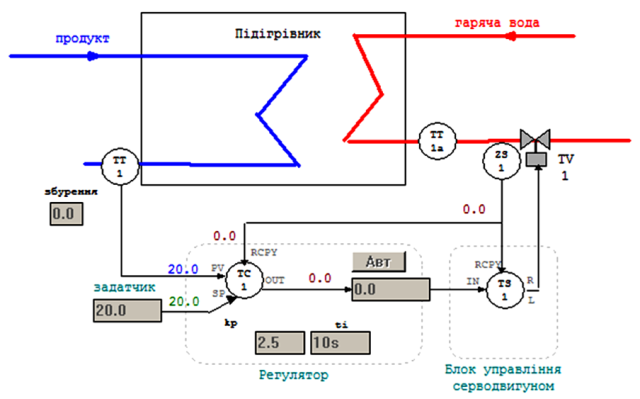 гаряча вода
продукт
Підігрівник
TT
1
TT
1a
ZS
1
TV
1
збурення
0.0
0.0
0.0
RCPY
Авт
RCPY
20.0
PV
TC
1
OUT
0.0
0.0
IN
TS
1
R
L
задатчик
20.0
SP
20.0
kp
ti
2.5
10s
Регулятор
Блок управління
серводвигуном